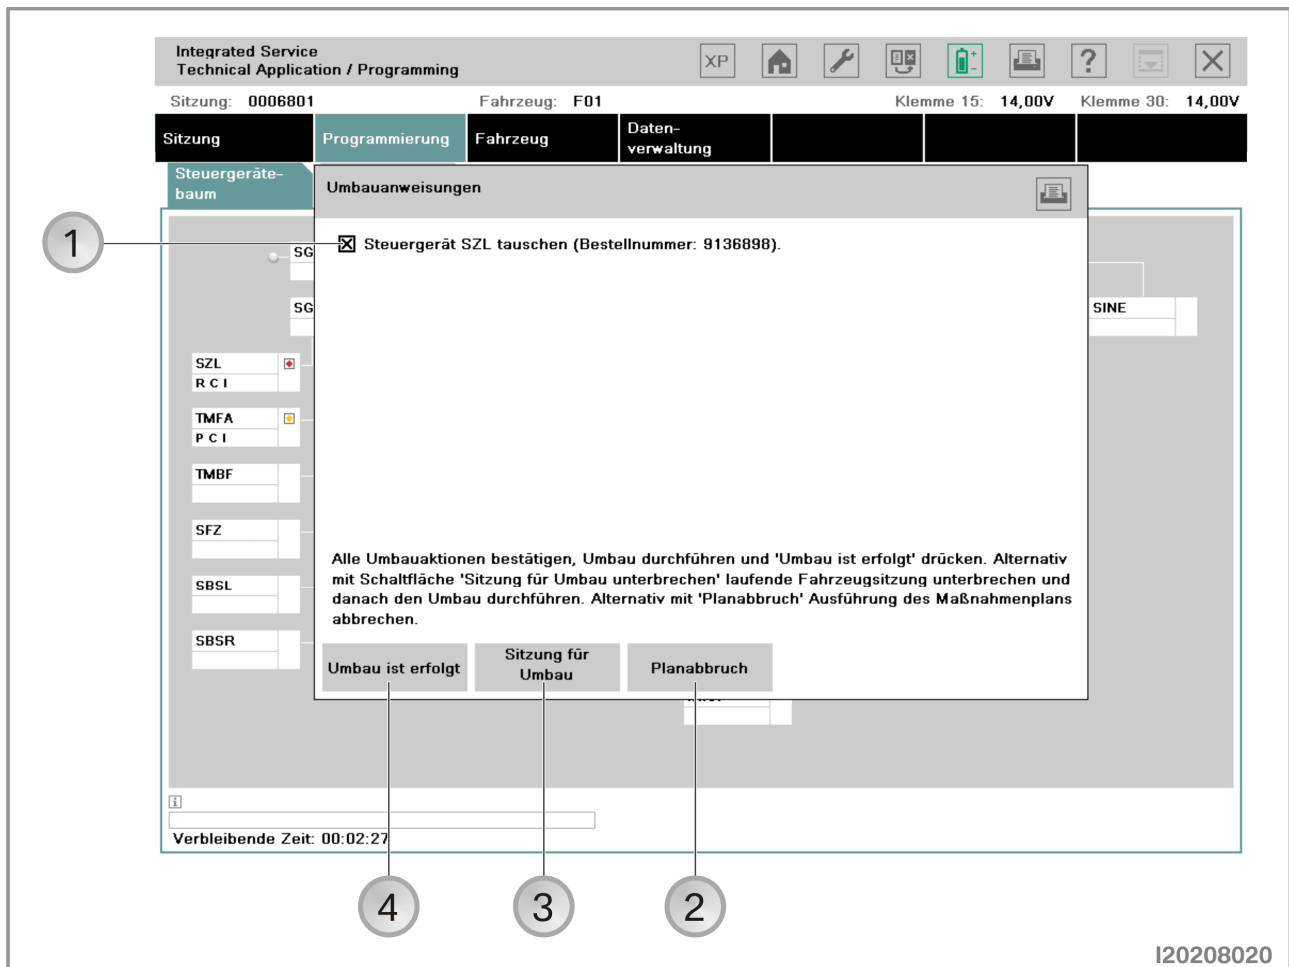 Integrated Service
Technical Application / Programming
XP
?
Sitzung: 0006801
Fahrzeug: F01
Klemme 15: 14,00V
Klemme 30: 14,00V
Sitzung
Programmierung
Fahrzeug
Daten-
verwaltung
Steuergeräte-
baum
Umbauanweisungen
1
Steuergerät SZL tauschen (Bestellnummer: 9136898).
SG
SG
SINE
SZL
R C I
TMFA
P C I
TMBF
SFZ
SBSL
SBSR
Alle Umbauaktionen bestätigen, Umbau durchführen und 'Umbau ist erfolgt' drücken. Alternativ
mit Schaltfläche 'Sitzung für Umbau unterbrechen' laufende Fahrzeugsitzung unterbrechen und
danach den Umbau durchführen. Alternativ mit 'Planabbruch' Ausführung des Maßnahmenplans
abbrechen.
Umbau ist erfolgt
Sitzung für
Umbau
Planabbruch
i
Verbleibende Zeit: 00:02:27
4
3
2
I20208020